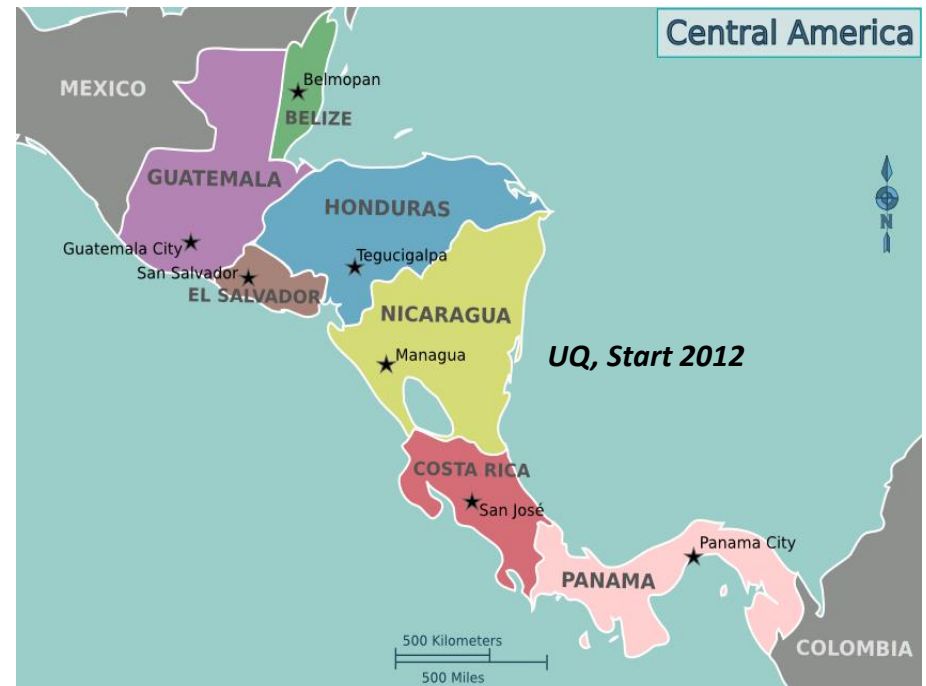 Central America
MEXICO
Belmopan
BELIZE
GUATEMALA
HONDURAS
N
Guatemala City
Tegucigalpa
San Salvador
EL SALVADOR
NICARAGUA
Managua
UQ, Start 2012
COSTA RICA
San José
Panama City
PANAMA
500 Kilometers
COLOMBIA
500 Miles